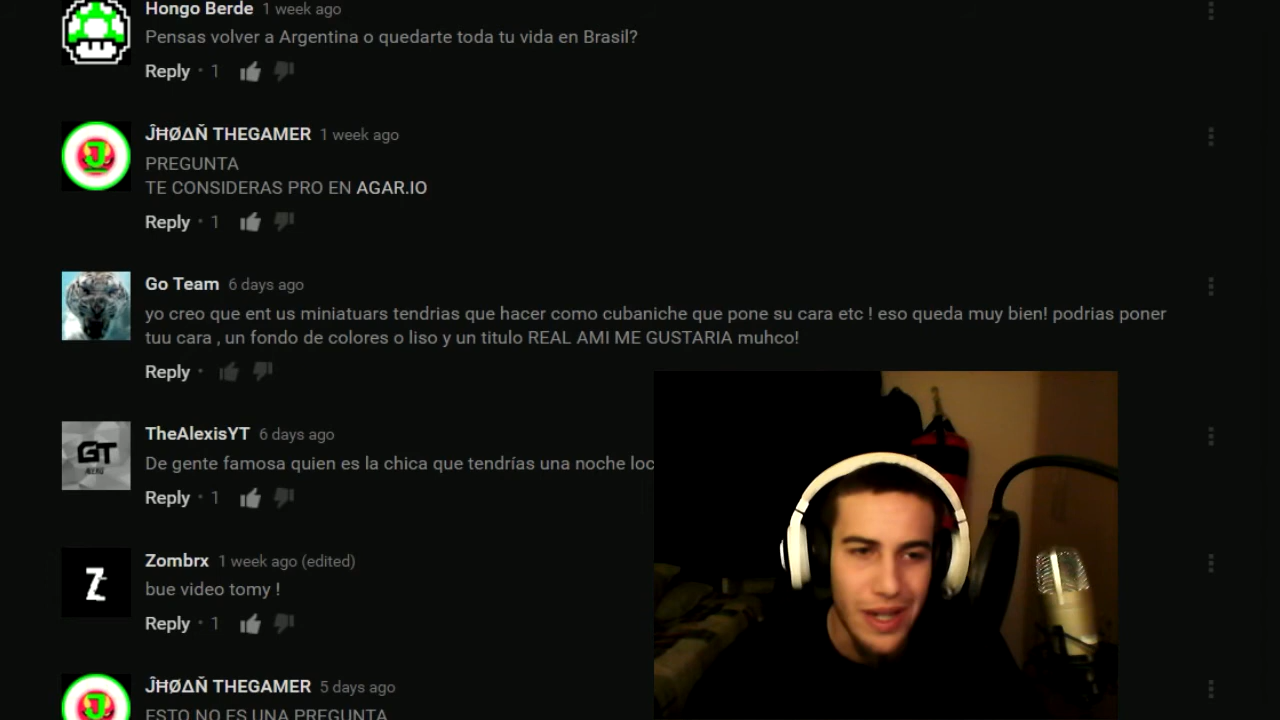 Hongo Berde 1 week ago
Pensas volver a Argentina o quedarte toda tu vida en Brasil?
Reply · 1
ĴĦØΔŇ THEGAMER 1 week ago
PREGUNTA
TE CONSIDERAS PRO EN AGAR.IO
Reply · 1
Go Team 6 days ago
yo creo que ent us miniatuars tendrias que hacer como cubaniche que pone su cara etc ! eso queda muy bien! podrias poner
tuu cara , un fondo de colores o liso y un titulo REAL AMI ME GUSTARIA muhco!
Reply ·
GT
TheAlexisYT 6 days ago
De gente famosa quien es la chica que tendrías una noche loc
Reply · 1
Z
Zombrx 1 week ago (edited)
bue video tomy !
Reply · 1
J
ĴĦØΔŇ THEGAMER 5 days ago
ESTO NO ES UNA PREGUNTA